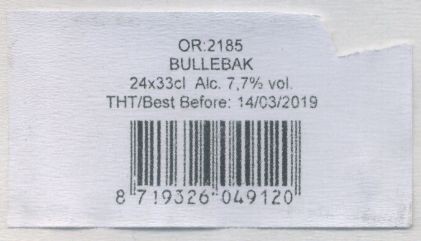 OR:2185
BULLEBAK
24x33cl Alc. 7,7% vol.
THT/Best Before: 14/03/2019
8 719326 049120